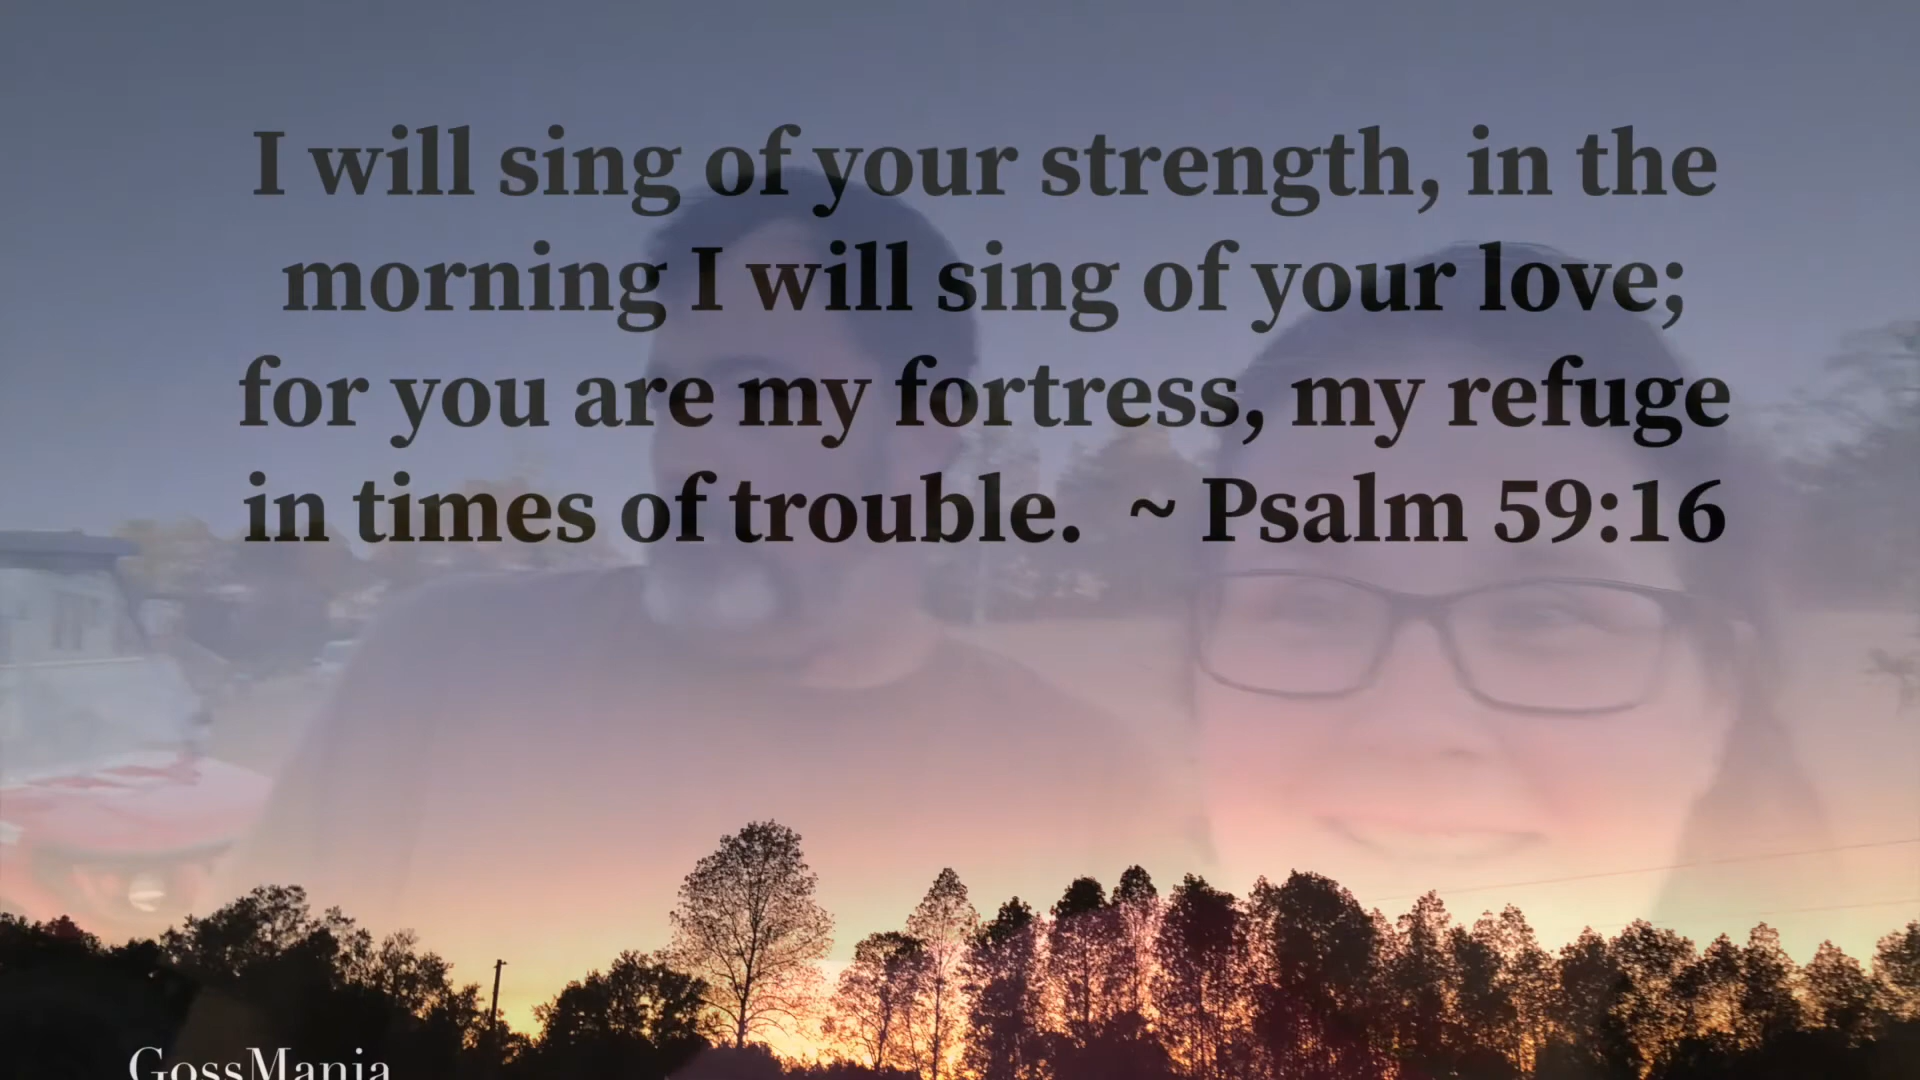 I will sing of your strength, in the
morning I will sing of your love;
for you are my fortress, my refuge
in times of trouble.  ~ Psalm 59:16
GossMania